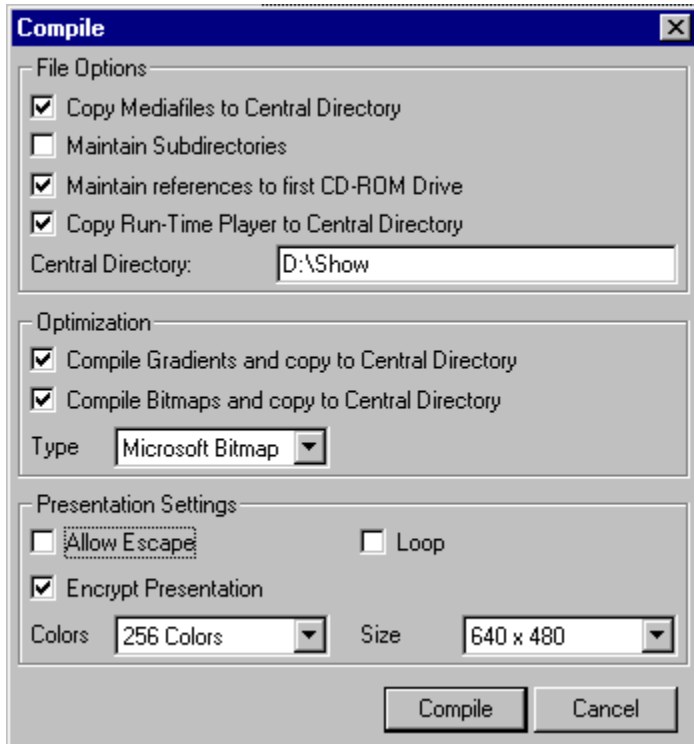 Compile
File Options
Copy Mediafiles to Central Directory
Maintain Subdirectories
Maintain references to first CD-ROM Drive
Copy Run-Time Player to Central Directory
Central Directory: D:\Show
Optimization
Compile Gradients and copy to Central Directory
Compile Bitmaps and copy to Central Directory
Type Microsoft Bitmap
Presentation Settings
Allow Escape Loop
Encrypt Presentation
Colors 256 Colors Size 640 x 480
Compile Cancel